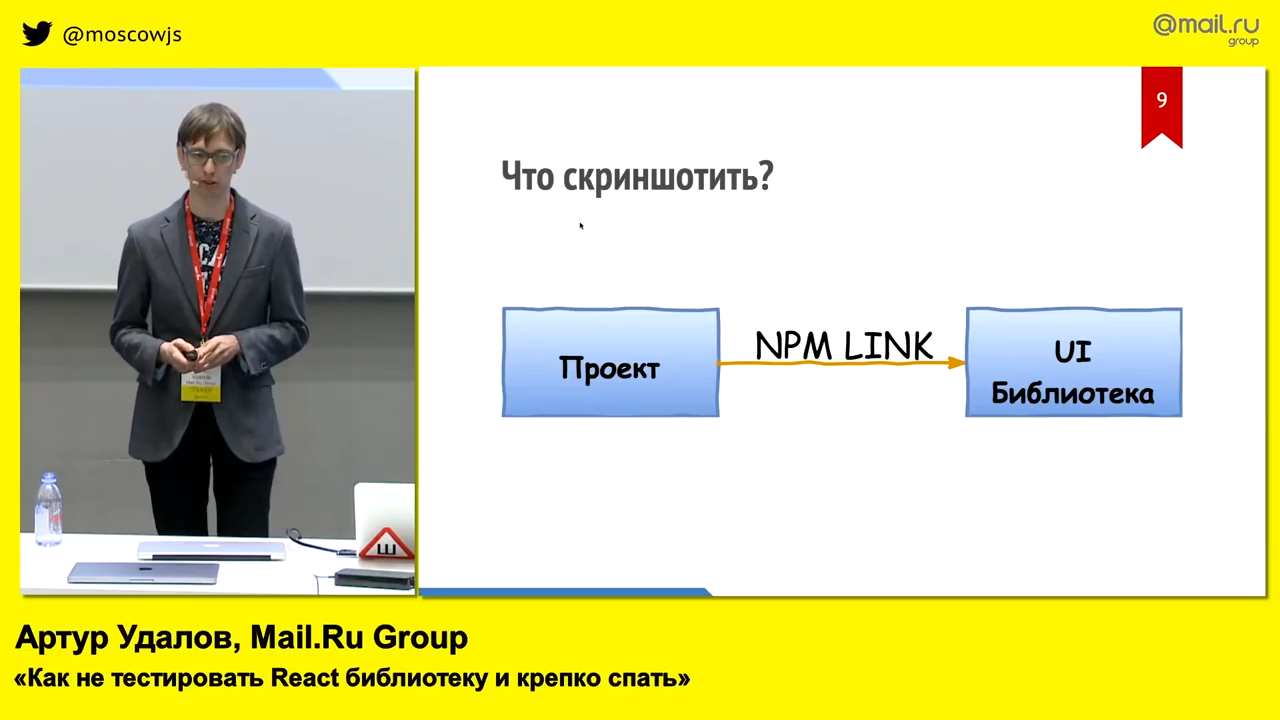 @moscowjs
@mail.ru
group
9
Что скриншотить?
Проект
NPM LINK
UI
Библиотека
Ш
Артур Удалов, Mail.Ru Group
«Как не тестировать React библиотеку и крепко спать»